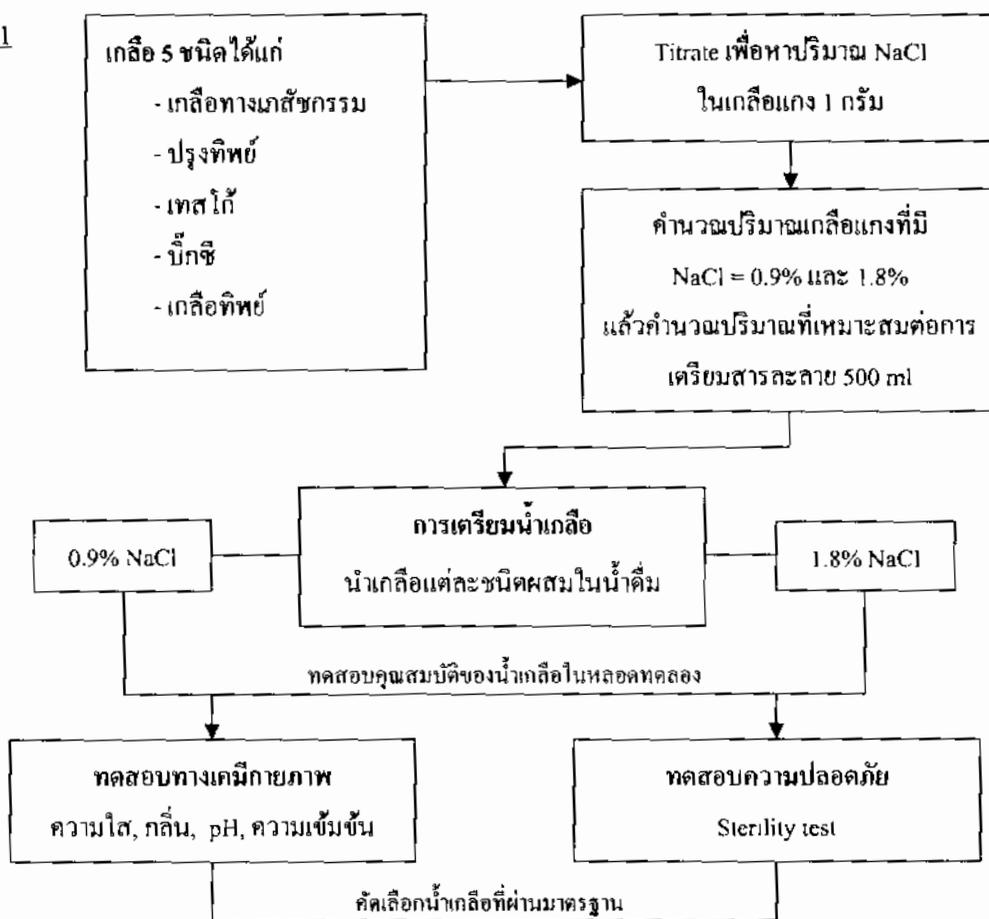 1
เกลือ 5 ชนิดได้แก่
- เกลือทางเภสัชกรรม
- ปรุงทิพย์
- เทสโก้
- บิ๊กซี
- เกลือทิพย์
Titrate เพื่อหาปริมาณ NaCl
ในเกลือแกง 1 กรัม
คำนวณปริมาณเกลือแกงที่มี
NaCl = 0.9% และ 1.8%
แล้วคำนวณปริมาณที่เหมาะสมต่อการ
เตรียมสารละลาย 500 ml
การเตรียมน้ำเกลือ
นำเกลือแต่ละชนิดผสมในน้ำดื่ม
0.9% NaCl
1.8% NaCl
ทดสอบคุณสมบัติของน้ำเกลือในหลอดทดลอง
ทดสอบทางเคมีกายภาพ
ความใส, กลิ่น, pH, ความเข้มข้น
ทดสอบความปลอดภัย
Sterility test
คัดเลือกน้ำเกลือที่ผ่านมาตรฐาน